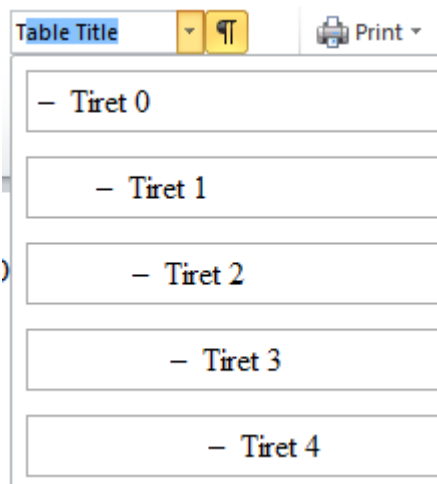 Table Title ¶ Print
– Tiret 0
– Tiret 1
– Tiret 2
– Tiret 3
– Tiret 4